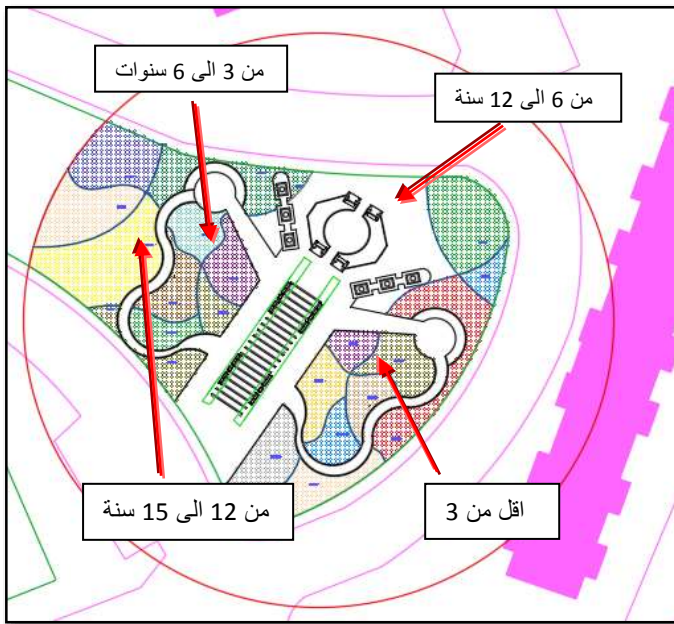 من 3 الى 6 سنوات
من 6 الى 12 سنة
من 12 الى 15 سنة
اقل من 3